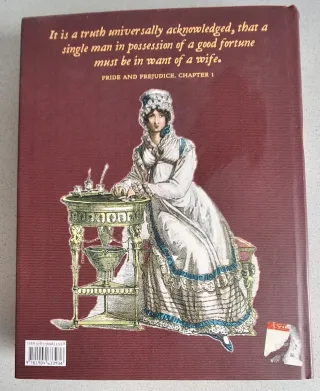 It is a truth universally acknowledged, that a
single man in possession of a good fortune
must be in want of a wife.
PRIDE AND PREJUDICE, CHAPTER 1